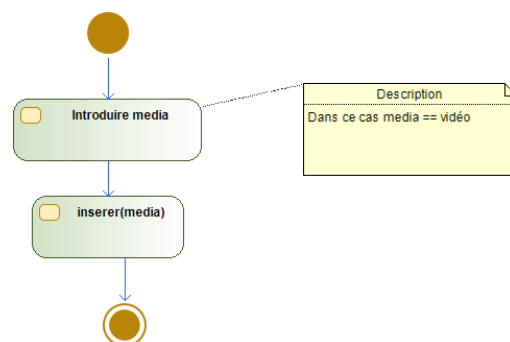 Introduire media
Description
Dans ce cas media == vidéo
inserer(media)